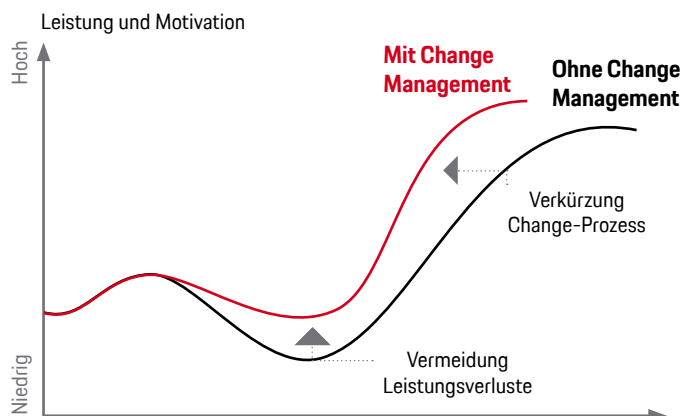 Leistung und Motivation
Hoch
Mit Change
Management
Ohne Change
Management
Verkürzung
Change-Prozess
Vermeidung
Leistungsverluste
Niedrig